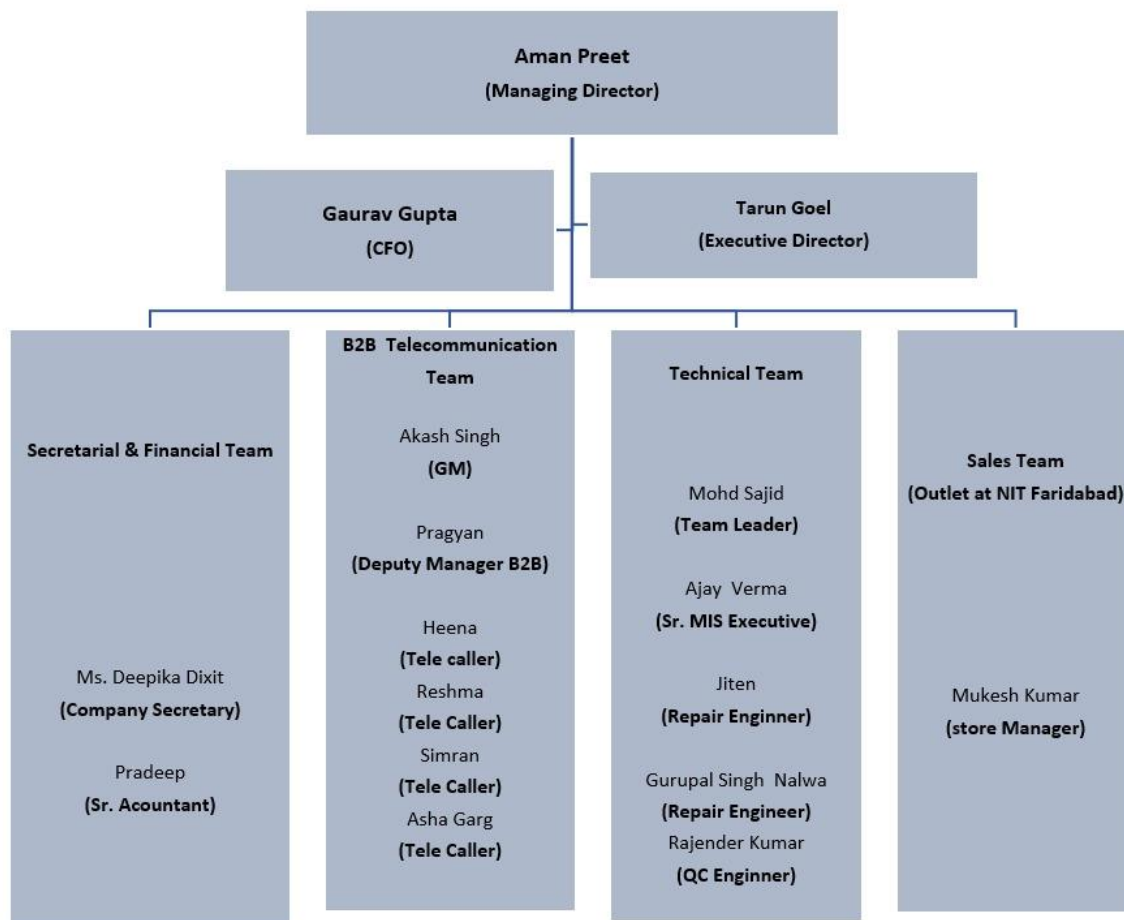 Aman Preet
(Managing Director)
Gaurav Gupta
(CFO)
Tarun Goel
(Executive Director)
Secretarial & Financial Team
Ms. Deepika Dixit
(Company Secretary)
Pradeep
(Sr. Acountant)
B2B Telecommunication
Team
Akash Singh
(GM)
Pragyan
(Deputy Manager B2B)
Heena
(Tele caller)
Reshma
(Tele Caller)
Simran
(Tele Caller)
Asha Garg
(Tele Caller)
Technical Team
Mohd Sajid
(Team Leader)
Ajay Verma
(Sr. MIS Executive)
Jiten
(Repair Enginner)
Gurupal Singh Nalwa
(Repair Engineer)
Rajender Kumar
(QC Enginner)
Sales Team
(Outlet at NIT Faridabad)
Mukesh Kumar
(store Manager)